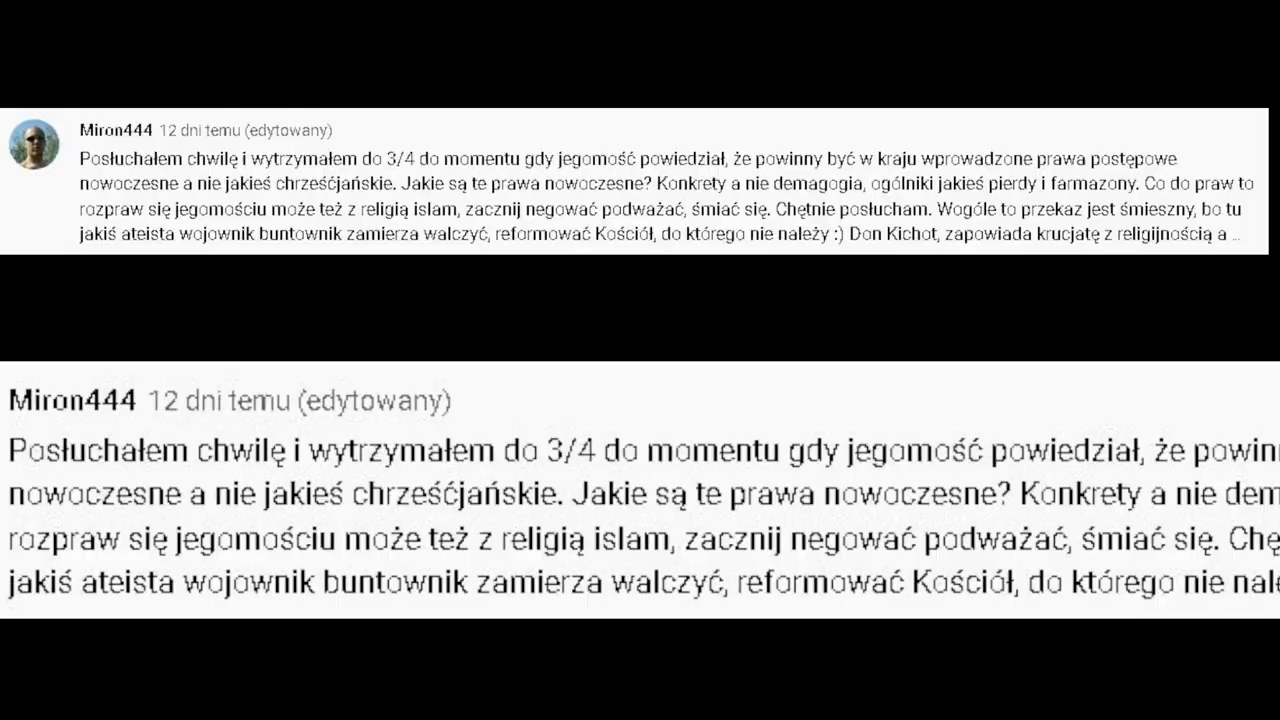 Miron444 12 dni temu (edytowany)
Posłuchałem chwilę i wytrzymałem do 3/4 do momentu gdy jegomość powiedział, że powinny być w kraju wprowadzone prawa postępowe
nowoczesne a nie jakieś chrześćjańskie. Jakie są te prawa nowoczesne? Konkrety a nie demagogia, ogólniki jakieś pierdy i farmazony. Co do praw to
rozpraw się jegomościu może też z religią islam, zacznij negować podważać, śmiać się. Chętnie posłucham. Wogóle to przekaz jest śmieszny, bo tu
jakiś ateista wojownik buntownik zamierza walczyć, reformować Kościół, do którego nie należy :) Don Kichot, zapowiada krucjatę z religijnością a ...
Miron444 12 dni temu (edytowany)
Posłuchałem chwilę i wytrzymałem do 3/4 do momentu gdy jegomość powiedział, że powinn
nowoczesne a nie jakieś chrześćjańskie. Jakie są te prawa nowoczesne? Konkrety a nie dem
rozpraw się jegomościu może też z religią islam, zacznij negować podważać, śmiać się. Chę
jakiś ateista wojownik buntownik zamierza walczyć, reformować Kościół, do którego nie nale